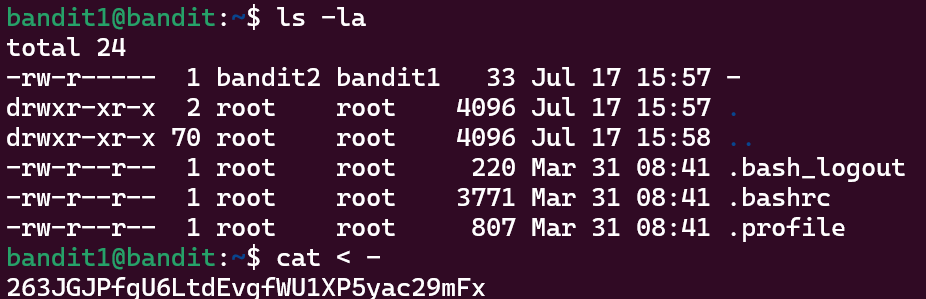 bandit1@bandit:~$ ls -la
total 24
-rw-r----- 1 bandit2 bandit1 33 Jul 17 15:57 -
drwxr-xr-x 2 root root 4096 Jul 17 15:57 .
drwxr-xr-x 70 root root 4096 Jul 17 15:58 ..
-rw-r--r-- 1 root root 220 Mar 31 08:41 .bash_logout
-rw-r--r-- 1 root root 3771 Mar 31 08:41 .bashrc
-rw-r--r-- 1 root root 807 Mar 31 08:41 .profile
bandit1@bandit:~$ cat < -
263JGJPfgU6LtdEvgfWU1XP5yac29mFx